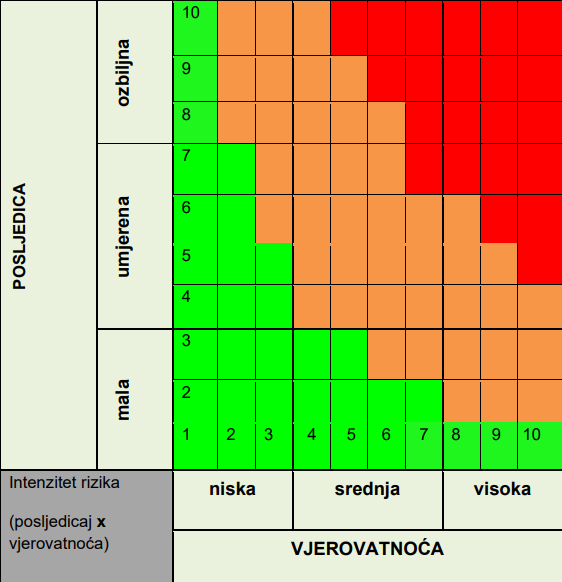 POSLJEDICA
ozbiljna
umjerena
mala
10
9
8
7
6
5
4
3
2
1 2 3 4 5 6 7 8 9 10
Intenzitet rizika
(posljedicaj x
vjerovatnoća)
niska srednja visoka
VJEROVATNOĆA